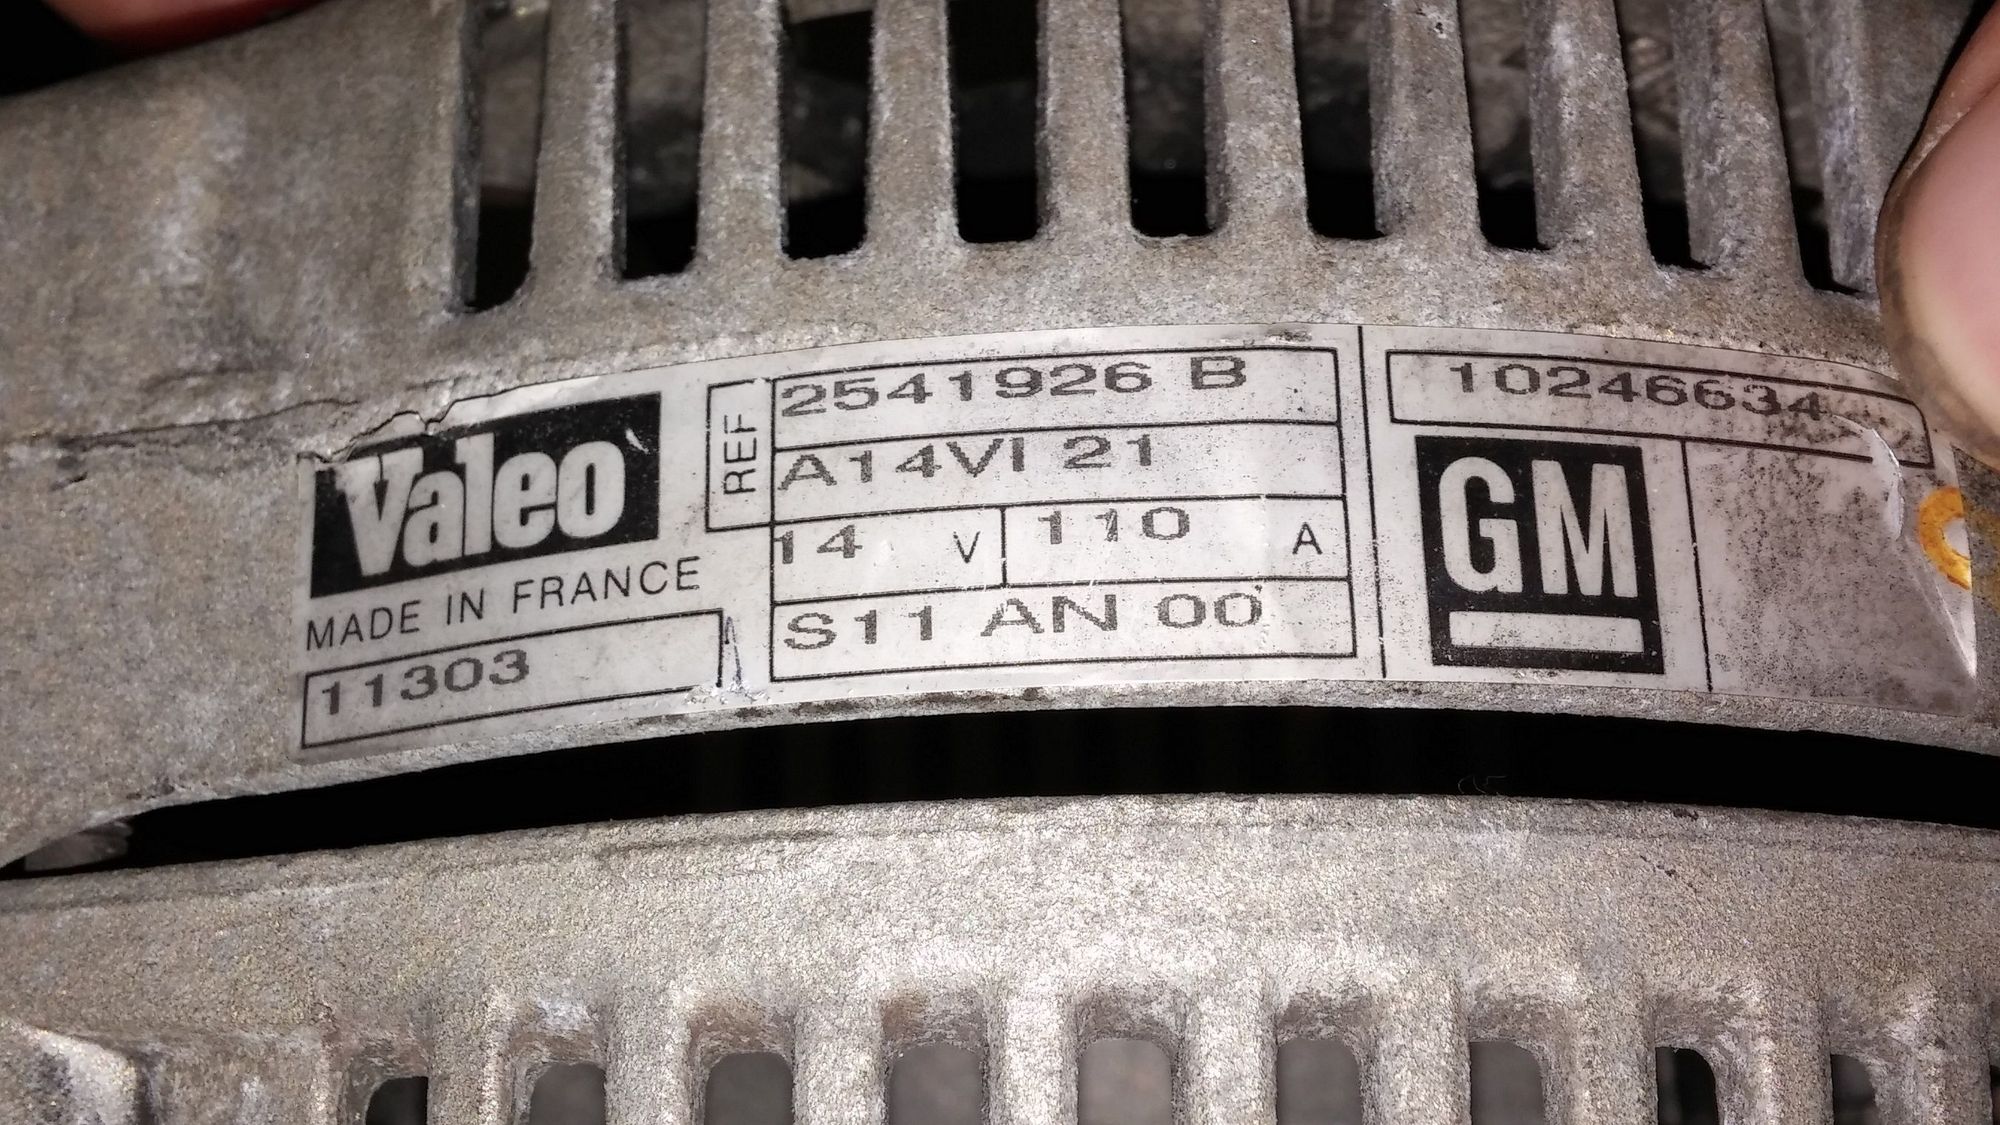 Valeo
MADE IN FRANCE
11303
REF
2541926 B
A14VI 21
14 V 110 A
S11 AN 00
10246634
GM